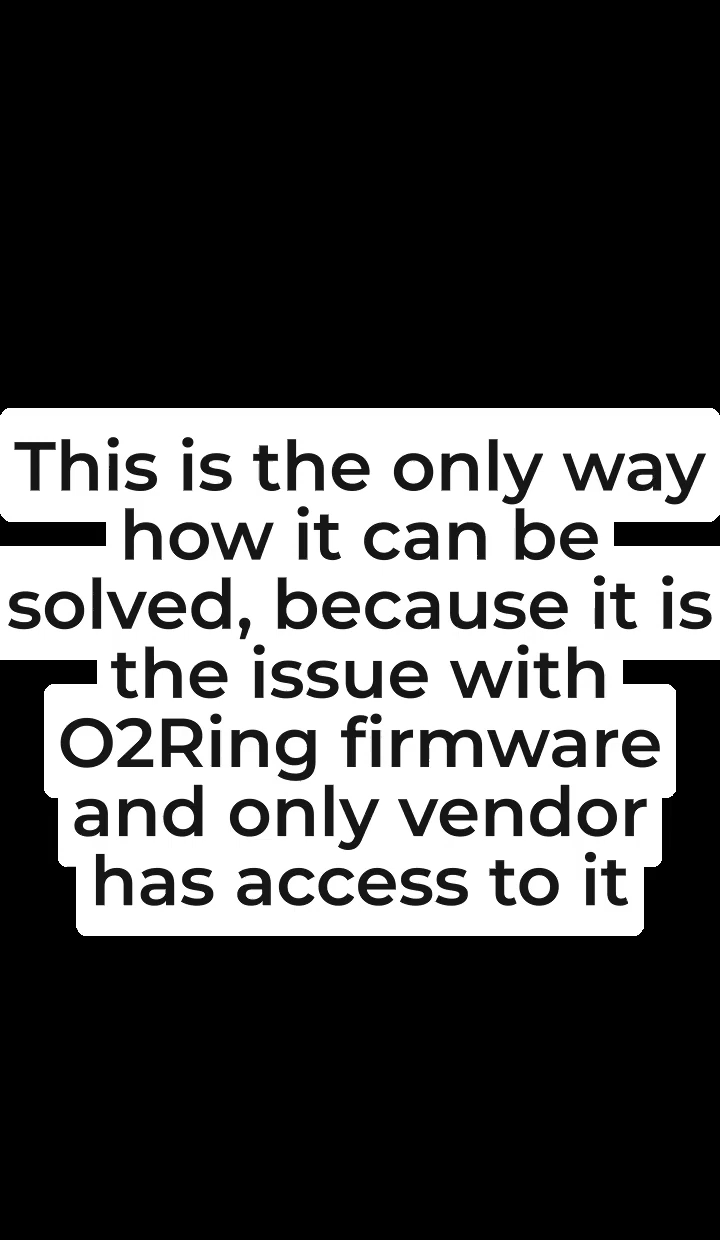 This is the only way
how it can be
solved, because it is
the issue with
O2Ring firmware
and only vendor
has access to it